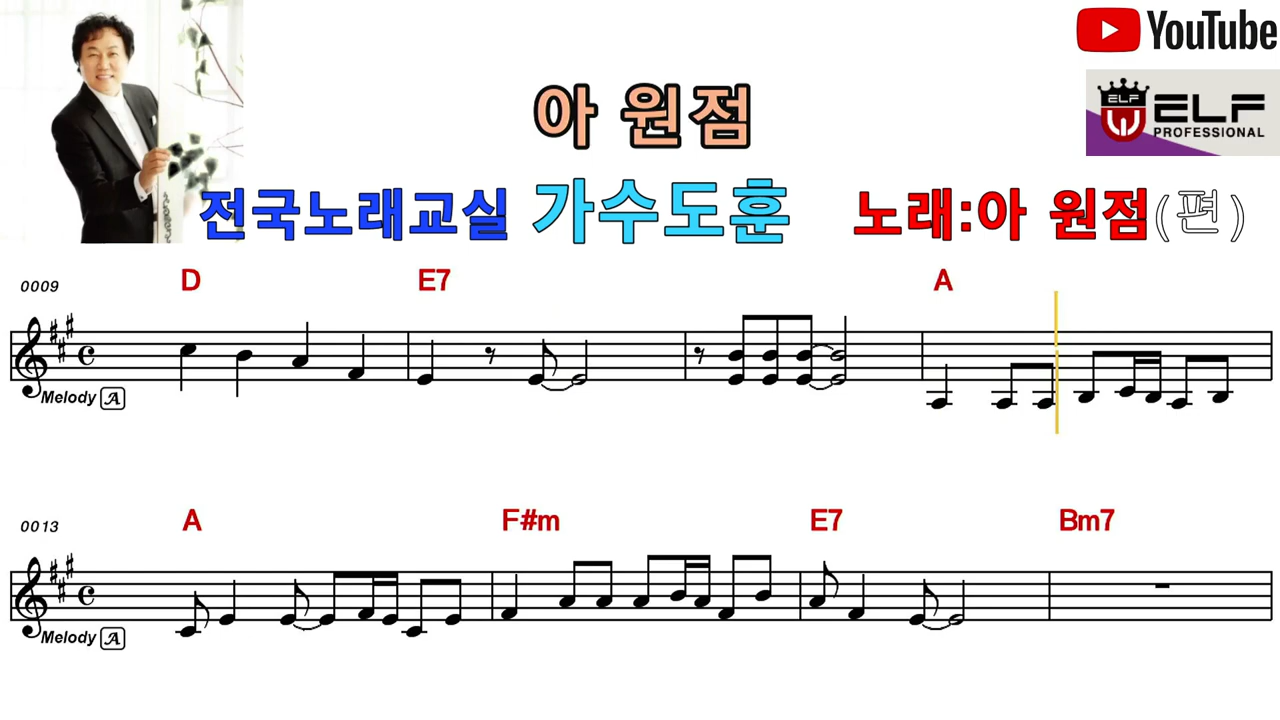 YouTube
ELF
ELF
PROFESSIONAL
아 원점
전국노래교실 가수도훈 노래:아 원점(편)
0009 D E7 A
Melody A
0013 A F#m E7 Bm7
Melody A